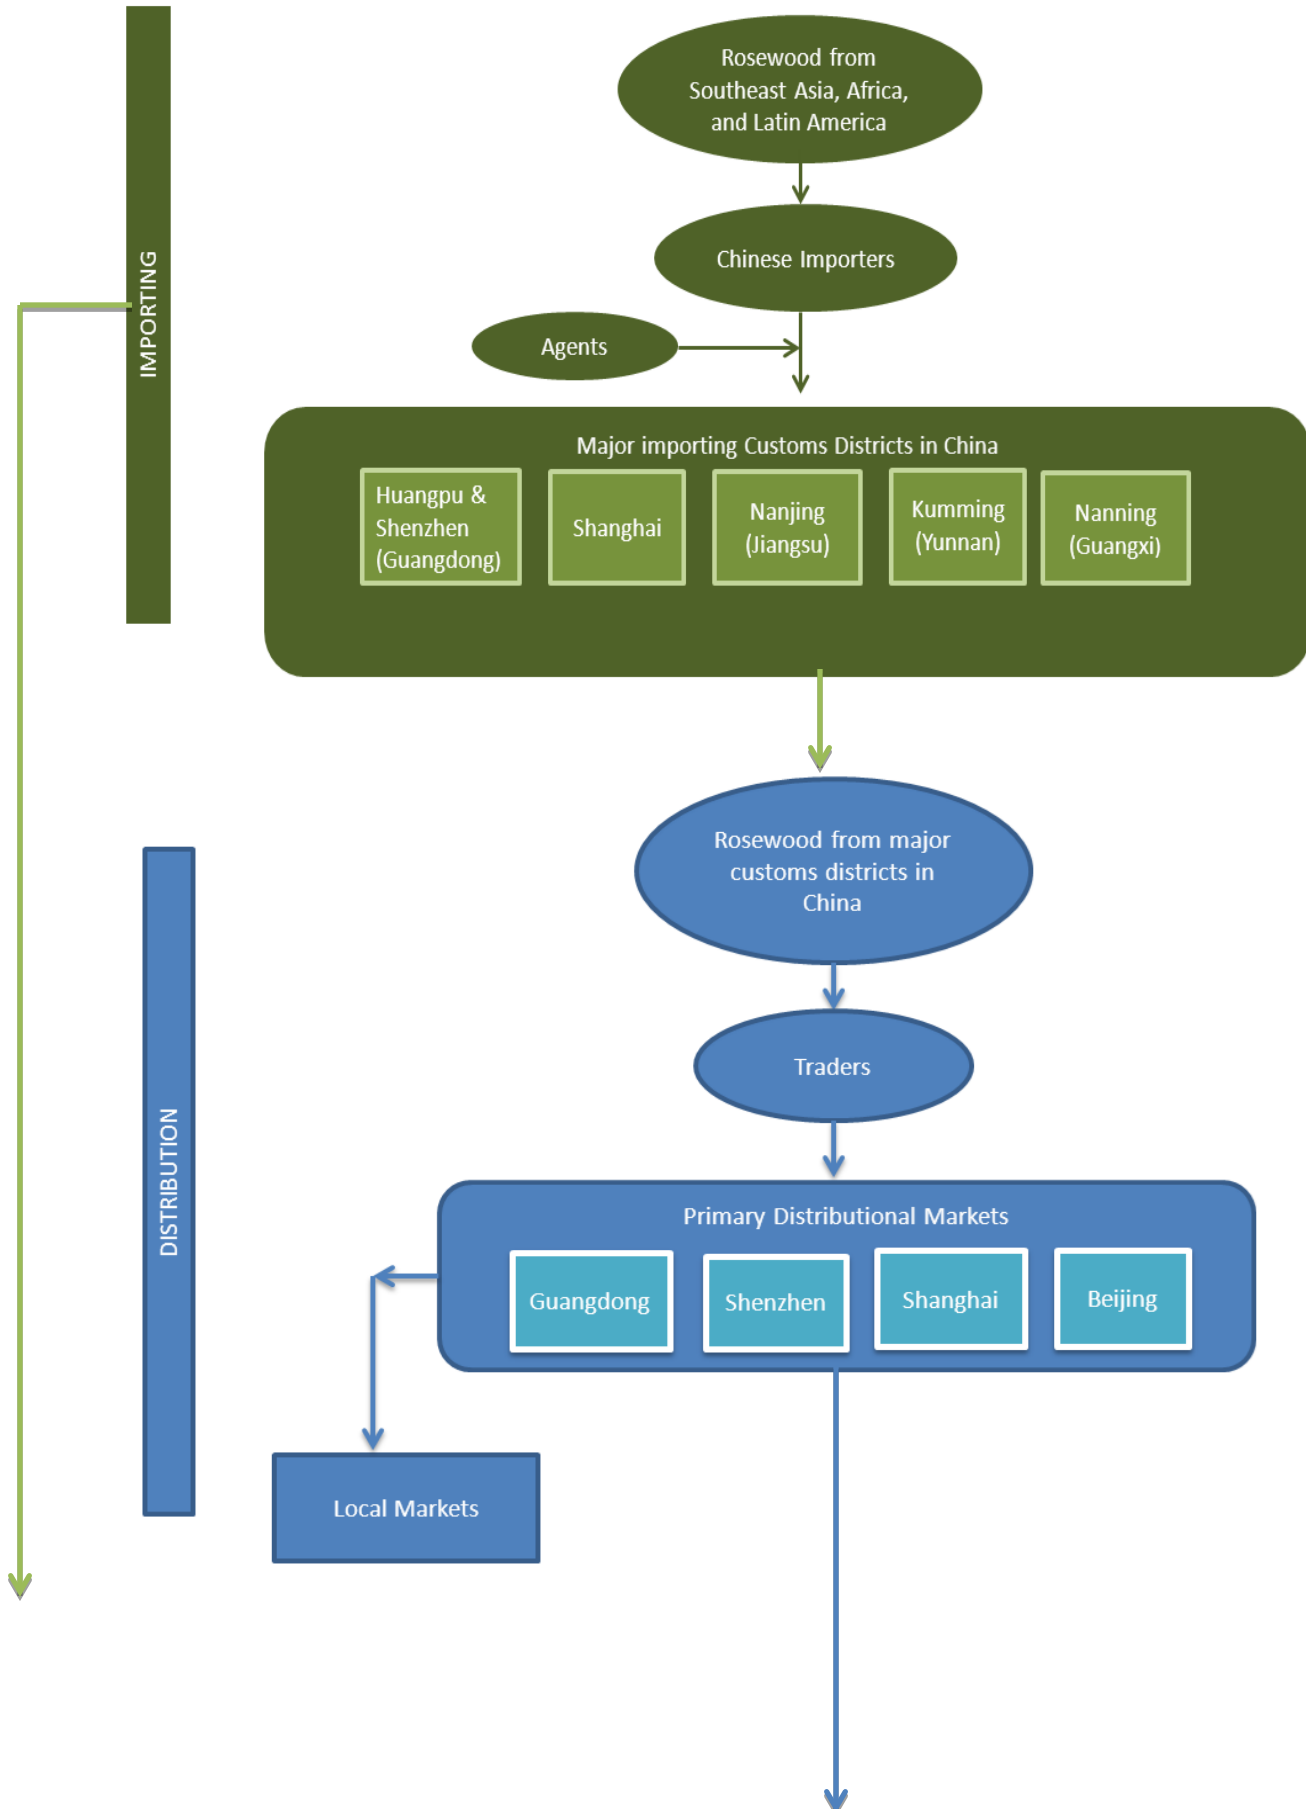 IMPORTING
Rosewood from
Southeast Asia, Africa,
and Latin America
Chinese Importers
Agents
Major importing Customs Districts in China
Huangpu &
Shenzhen
(Guangdong)
Shanghai
Nanjing
(Jiangsu)
Kumming
(Yunnan)
Nanning
(Guangxi)
DISTRIBUTION
Rosewood from major
customs districts in
China
Traders
Primary Distributional Markets
Guangdong
Shenzhen
Shanghai
Beijing
Local Markets